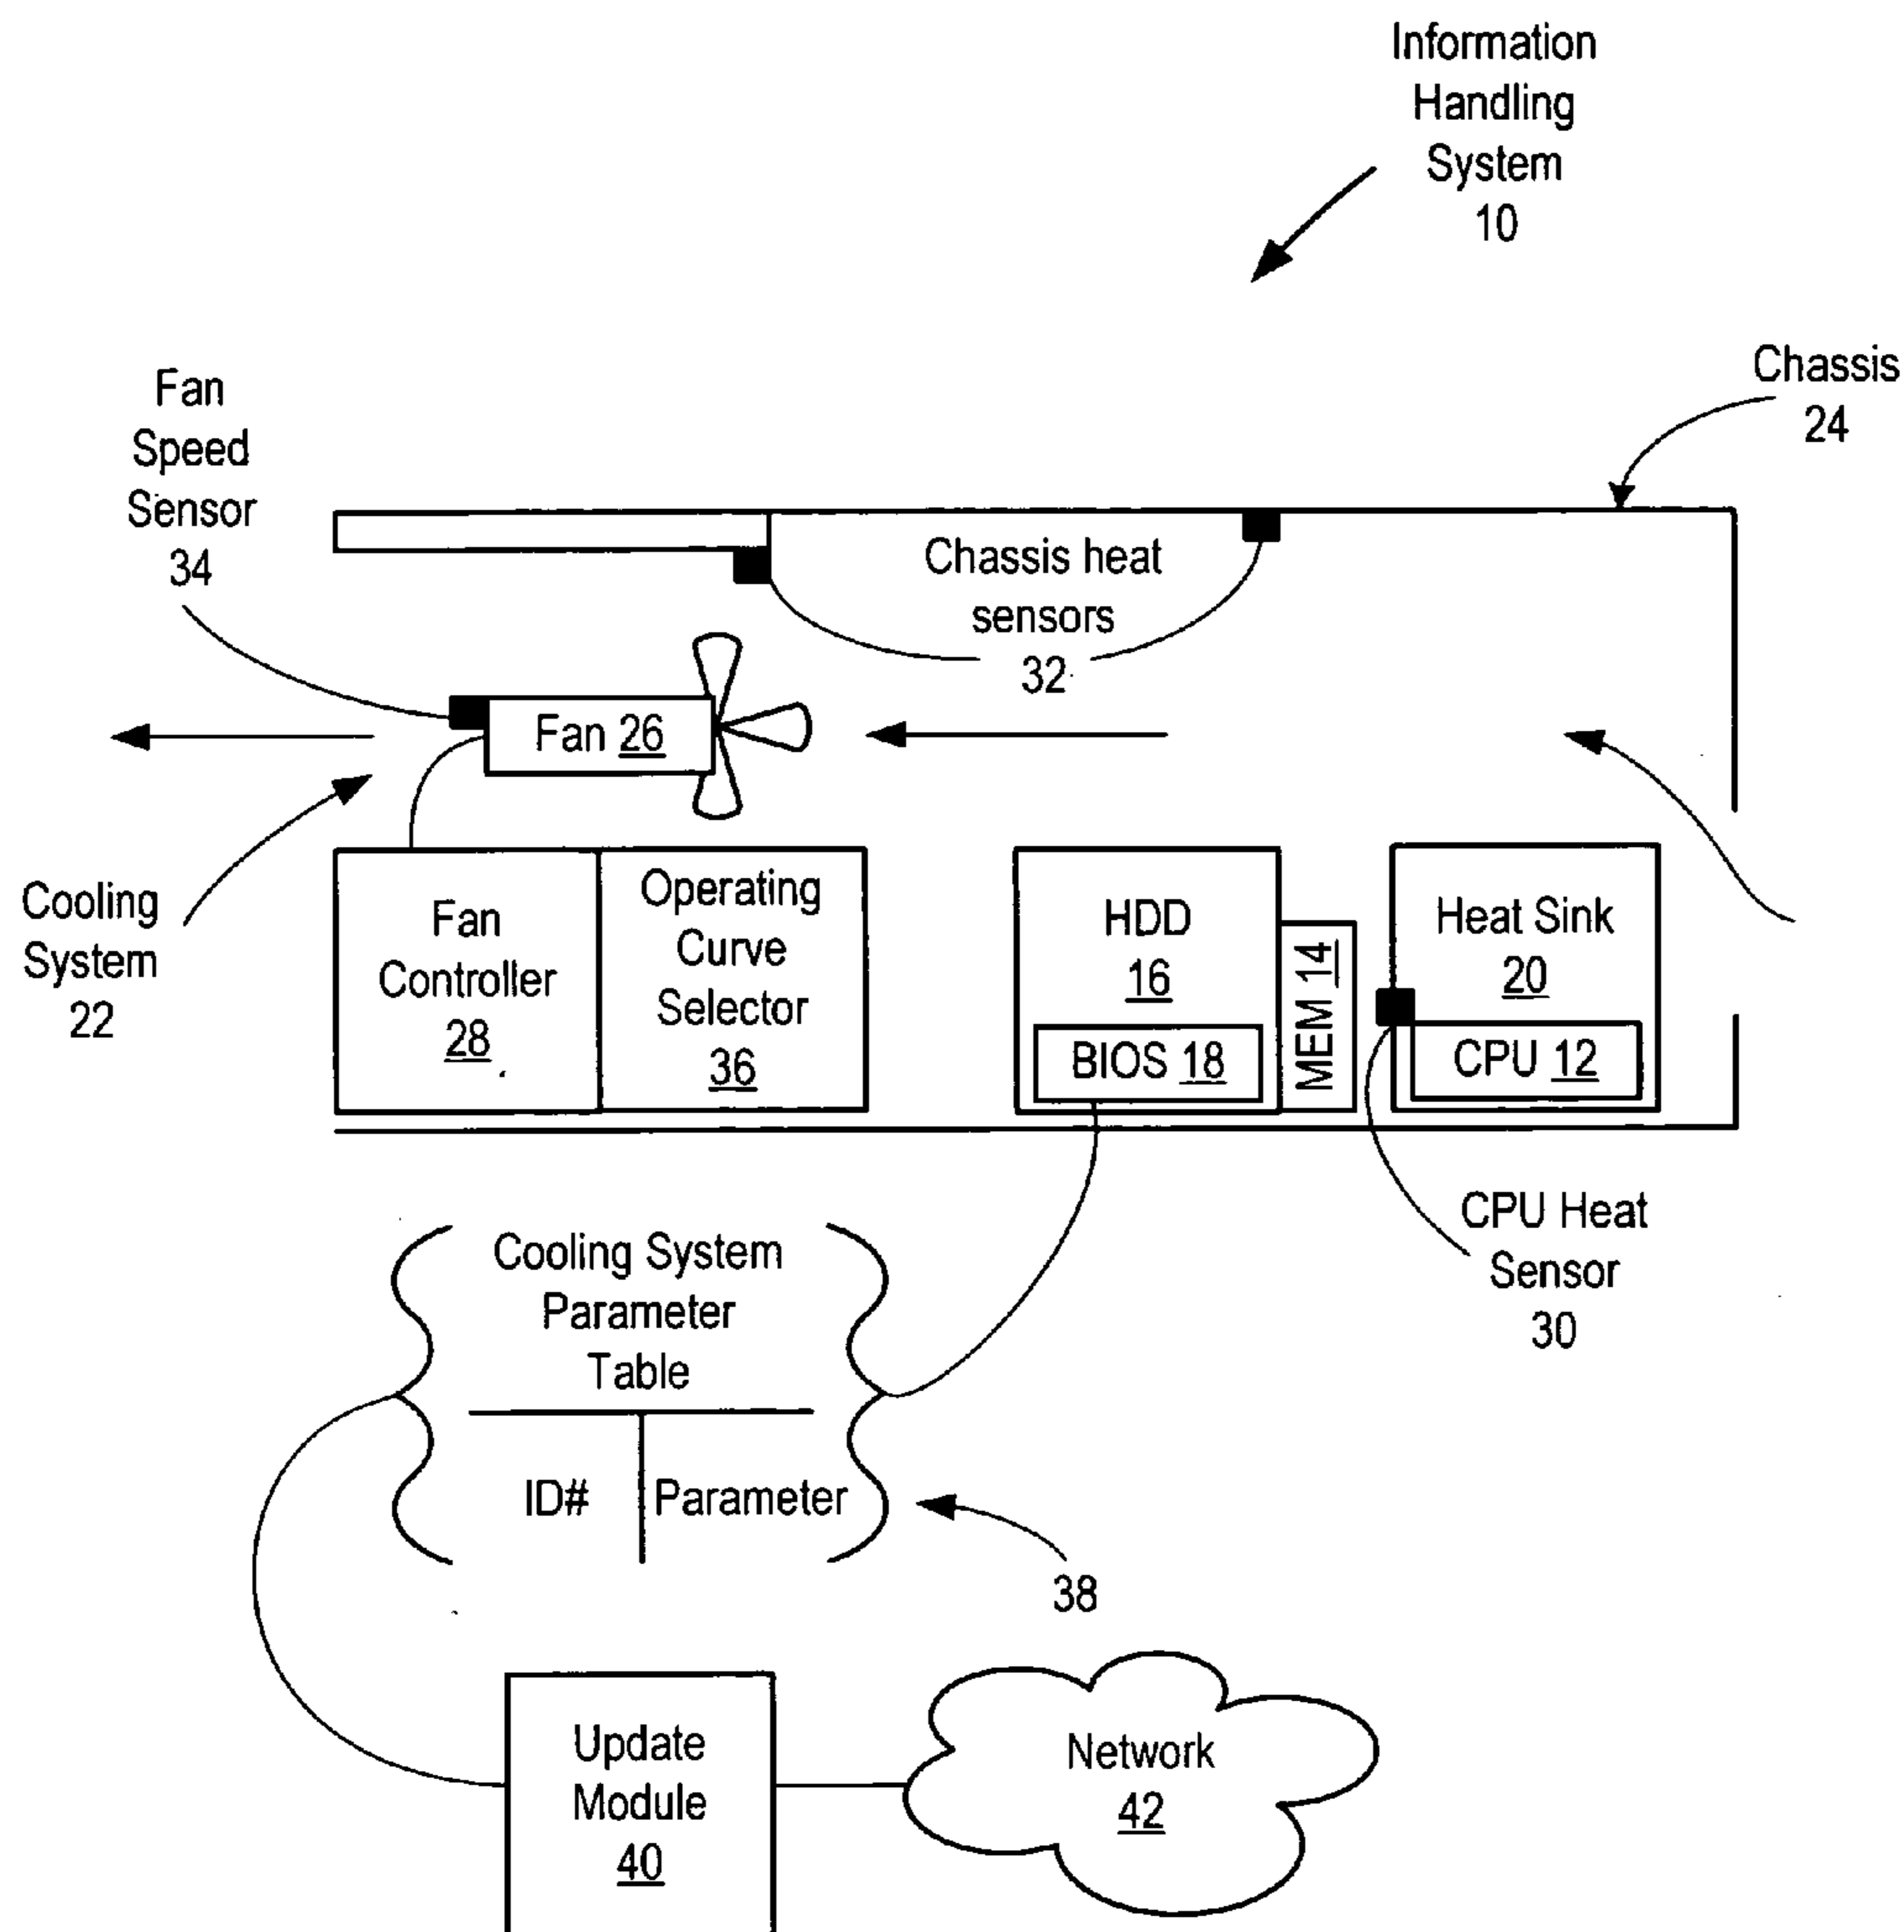 Information
Handling
System
10
Chassis
24
Fan
Speed
Sensor
34
Chassis heat
sensors
32
Fan 26
Cooling
System
22
Fan
Controller
28
Operating
Curve
Selector
36
HDD
16
BIOS 18
MEM 14
Heat Sink
20
CPU 12
CPU Heat
Sensor
30
Cooling System
Parameter
Table
ID#
Parameter
38
Update
Module
40
Network
42